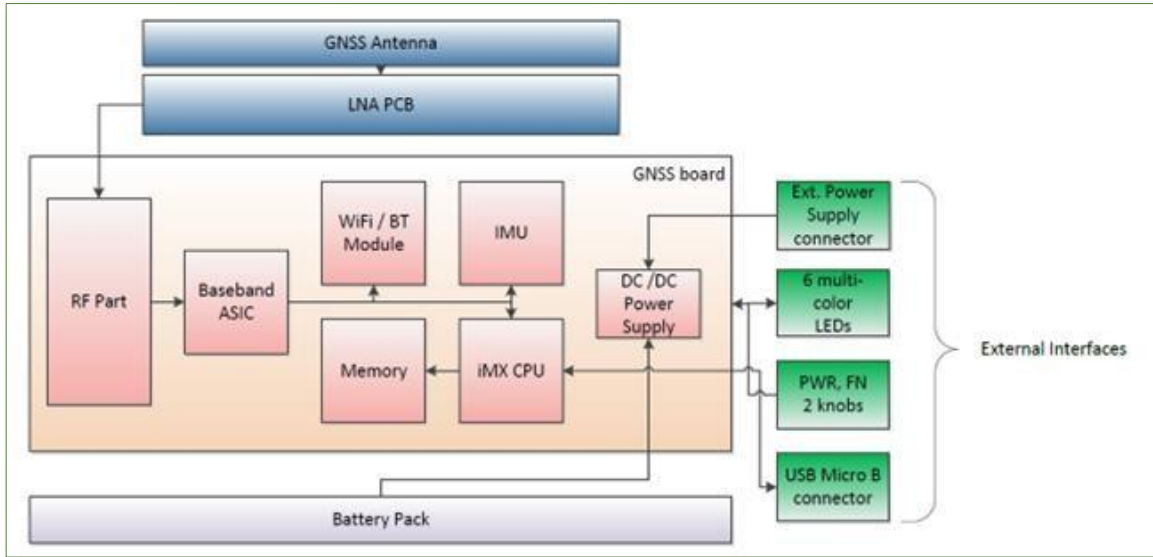 GNSS Antenna
LNA PCB
GNSS board
RF Part
Baseband
ASIC
WiFi / BT
Module
IMU
Memory
iMX CPU
DC /DC
Power
Supply
Ext. Power
Supply
connector
6 multi-
color
LEDs
PWR, FN
2 knobs
USB Micro B
connector
External Interfaces
Battery Pack